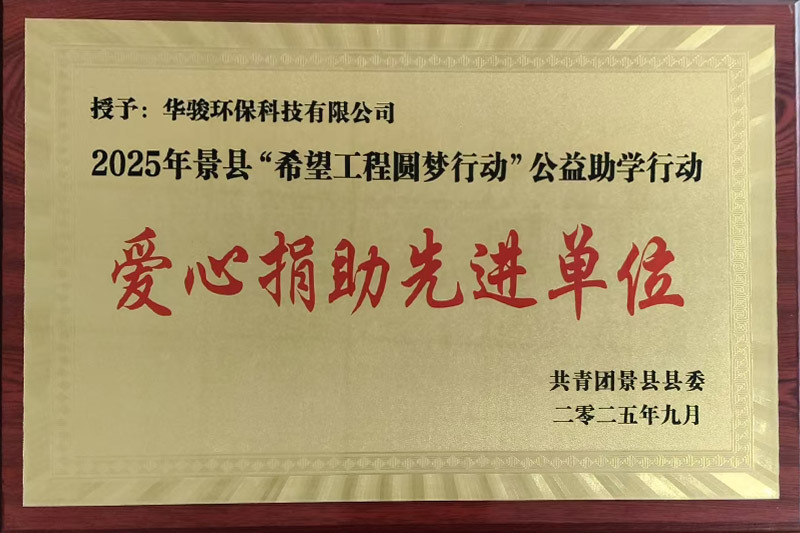 授予：华骏环保科技有限公司
2025年景县“希望工程圆梦行动”公益助学行动
爱心捐助先进单位
共青团景县县委
二零二五年九月